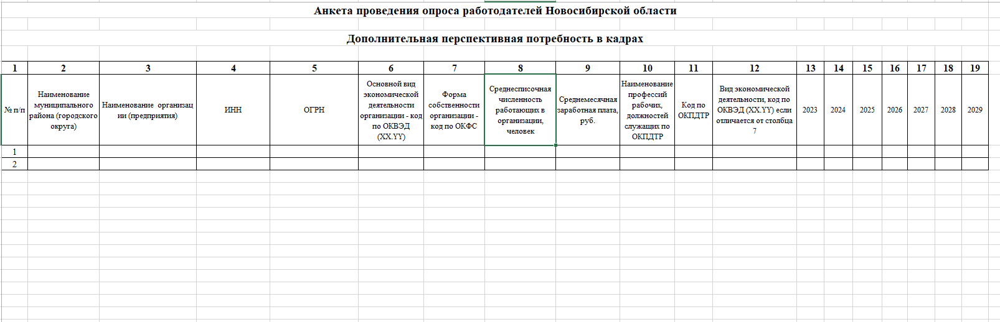 Анкета проведения опроса работодателей Новосибирской области
Дополнительная перспективная потребность в кадрах
1 2 3 4 5 6 7 8 9 10 11 12 13 14 15 16 17 18 19
№ п/п
Наименование
муниципального
района (городского
округа)
Наименование организац
ии (предприятия)
ИНН
ОГРН
Основной вид
экономической
деятельности
организации - код
по ОКВЭД
(XX.YY)
Форма
собственности
организации -
код по ОКФС
Среднесписочная
численность
работающих в
организации,
человек
Среднемесячная
заработная плата,
руб.
Наименование
профессий
рабочих,
должностей
служащих по
ОКПДТР
Код по
ОКПДТР
Вид экономической
деятельности, код по
ОКВЭД (XX.YY) если
отличается от столбца
7
2023
2024
2025
2026
2027
2028
2029
1
2